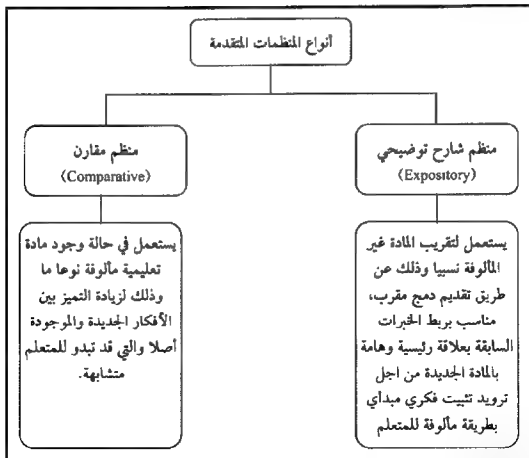 أنواع المنظمات المتقدمة
منظم شارح توضيحي
(Expository)
يستعمل لتقريب المادة غير
المألوفة نسبيا وذلك عن
طريق تقديم دمج مقرب،
مناسب بربط الخبرات
السابقة بعلاقة رئيسية وهامة
بالمادة الجديدة من اجل
ترويد تثبيت فكري مبداي
بطريقة مألوفة للمتعلم
منظم مقارن
(Comparative)
يستعمل في حالة وجود مادة
تعليمية مألوفة نوعا ما
وذلك لزيادة التميز بين
الأفكار الجديدة والموجودة
أصلا والتي قد تبدو للمتعلم
متشابهة.